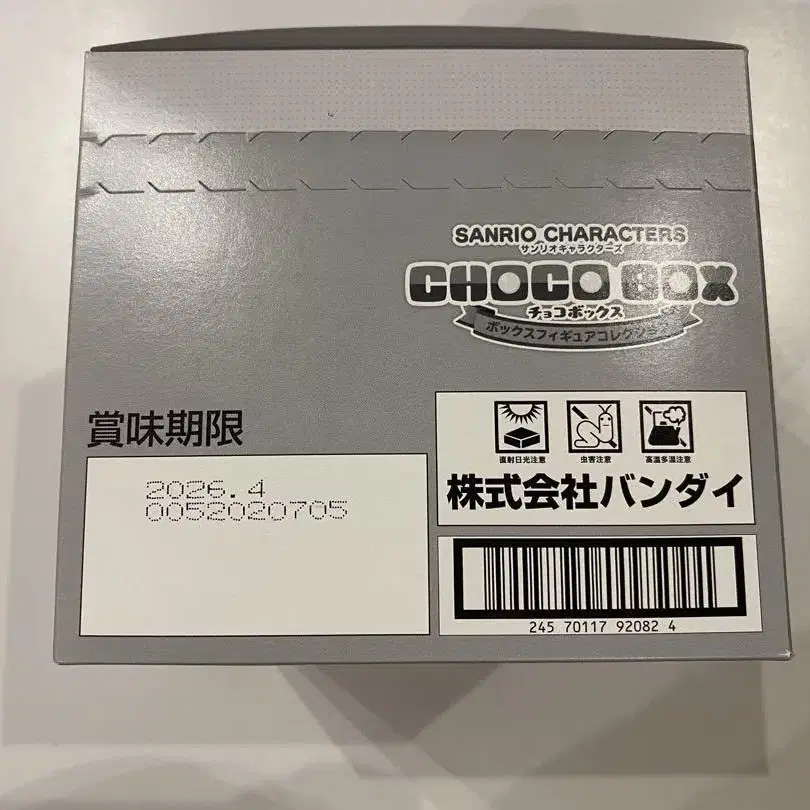 SANRIO CHARACTERS
サンリオキャラクターズ
CHOCO BOX
チョコボックス
ボックスフィギュアコレクション
賞味期限
2026.4
0052020705
直射日光注意
虫害注意
高温多湿注意
株式会社バンダイ
245 70117 92082 4